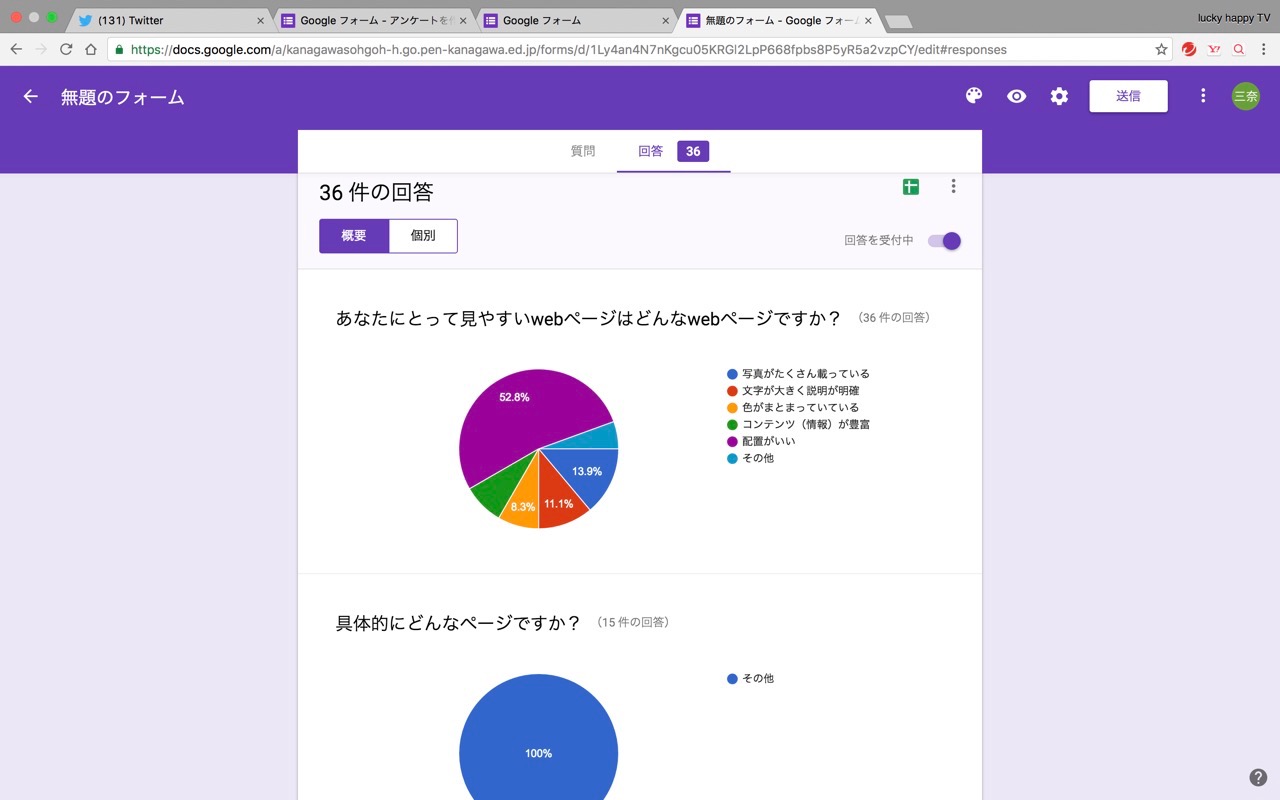 (131) Twitter
Google フォーム - アンケートを
Google フォーム
無題のフォーム - Google フォー
lucky happy TV
https://docs.google.com/a/kanagawasohgoh-h.go.pen-kanagawa.ed.jp/forms/d/1Ly4an4N7nKgcu05KRGl2LpP668fpbs8P5yR5a2vzpCY/edit#responses
無題のフォーム
送信
三奈
質問
回答 36
36 件の回答
概要
個別
回答を受付中
あなたにとって見やすいwebページはどんなwebページですか？ （36 件の回答）
52.8%
13.9%
8.3%
11.1%
写真がたくさん載っている
文字が大きく説明が明確
色がまとまっていている
コンテンツ（情報）が豊富
配置がいい
その他
具体的にどんなページですか？ （15 件の回答）
その他
100%